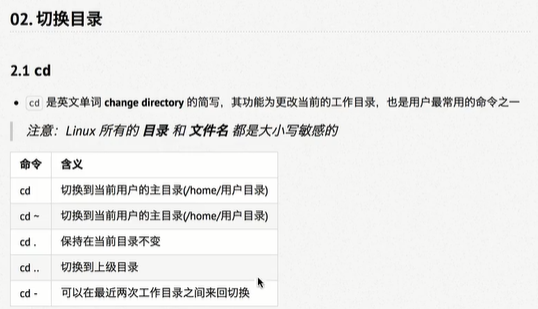 02. 切换目录
2.1 cd
• cd 是英文单词 change directory 的简写，其功能为更改当前的工作目录，也是用户最常用的命令之一
注意：Linux 所有的 目录 和 文件名 都是大小写敏感的
命令 含义
cd 切换到当前用户的主目录(/home/用户目录)
cd ~ 切换到当前用户的主目录(/home/用户目录)
cd . 保持在当前目录不变
cd .. 切换到上级目录
cd - 可以在最近两次工作目录之间来回切换